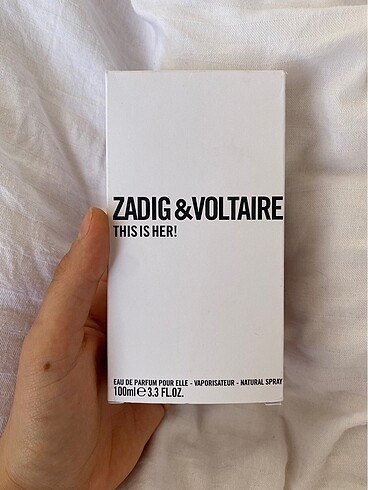 ZADIG &VOLTAIRE
THIS IS HER!
EAU DE PARFUM POUR ELLE - VAPORISATEUR - NATURAL SPRAY
100ml ℮ 3.3 FL.OZ.